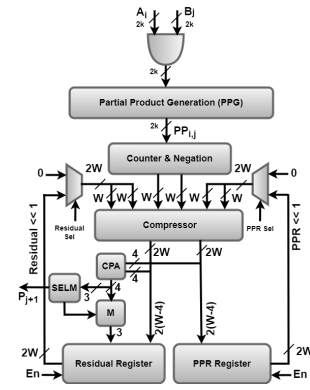 Ai Bj
2k 2k
2k
Partial Product Generation (PPG)
2k PPi,j
Counter & Negation
0 2W 2W 0
W W W W W W
Residual Sel
PPR Sel
Compressor
Residual << 1
PPR << 1
2W 2W
CPA 4
4
Pj+1 SELM 3 4
M
3
2(W-4) 2(W-4)
2W Residual Register PPR Register 2W
En En